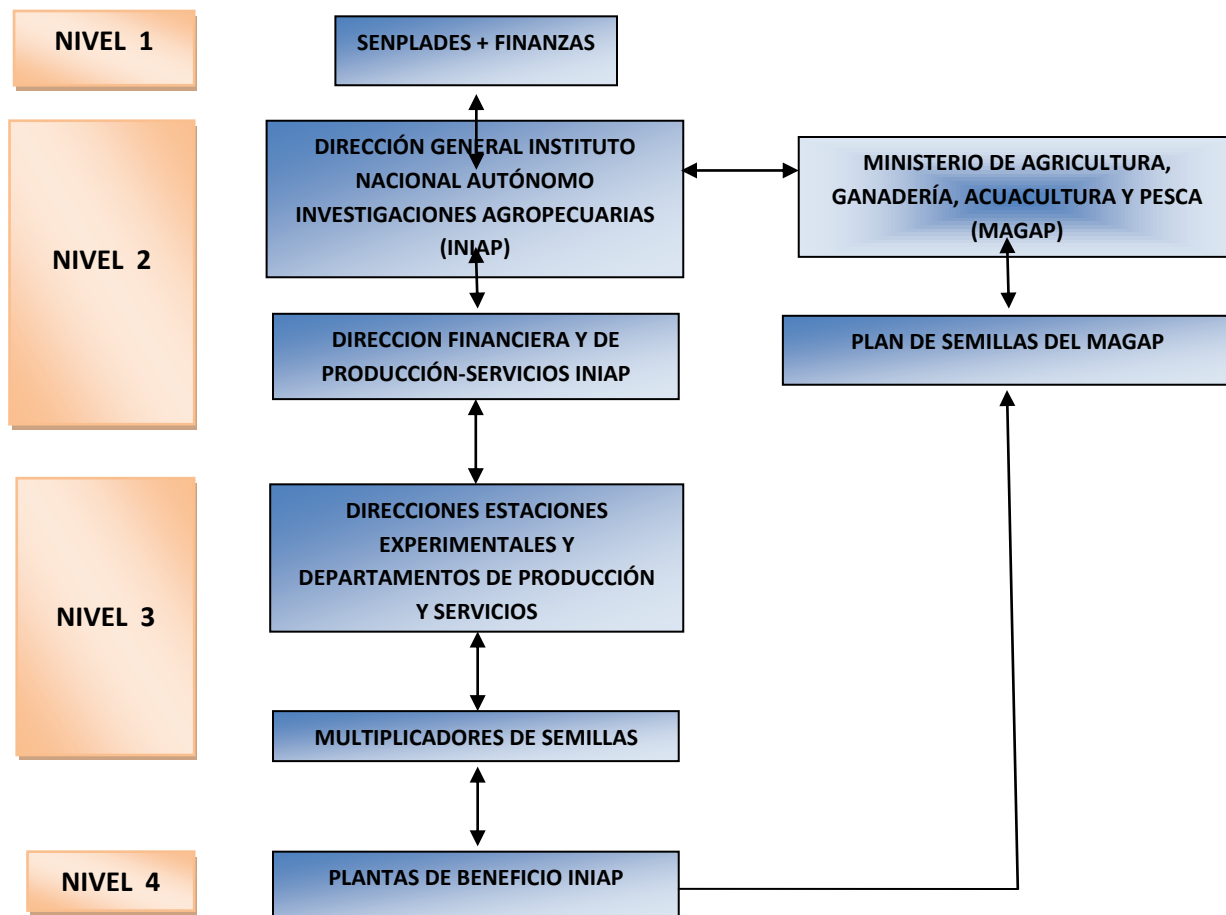 NIVEL 1
SENPLADES + FINANZAS
NIVEL 2
DIRECCIÓN GENERAL INSTITUTO
NACIONAL AUTÓNOMO
INVESTIGACIONES AGROPECUARIAS
(INIAP)
MINISTERIO DE AGRICULTURA,
GANADERÍA, ACUACULTURA Y PESCA
(MAGAP)
DIRECCION FINANCIERA Y DE
PRODUCCIÓN-SERVICIOS INIAP
PLAN DE SEMILLAS DEL MAGAP
NIVEL 3
DIRECCIONES ESTACIONES
EXPERIMENTALES Y
DEPARTAMENTOS DE PRODUCCIÓN
Y SERVICIOS
MULTIPLICADORES DE SEMILLAS
NIVEL 4
PLANTAS DE BENEFICIO INIAP